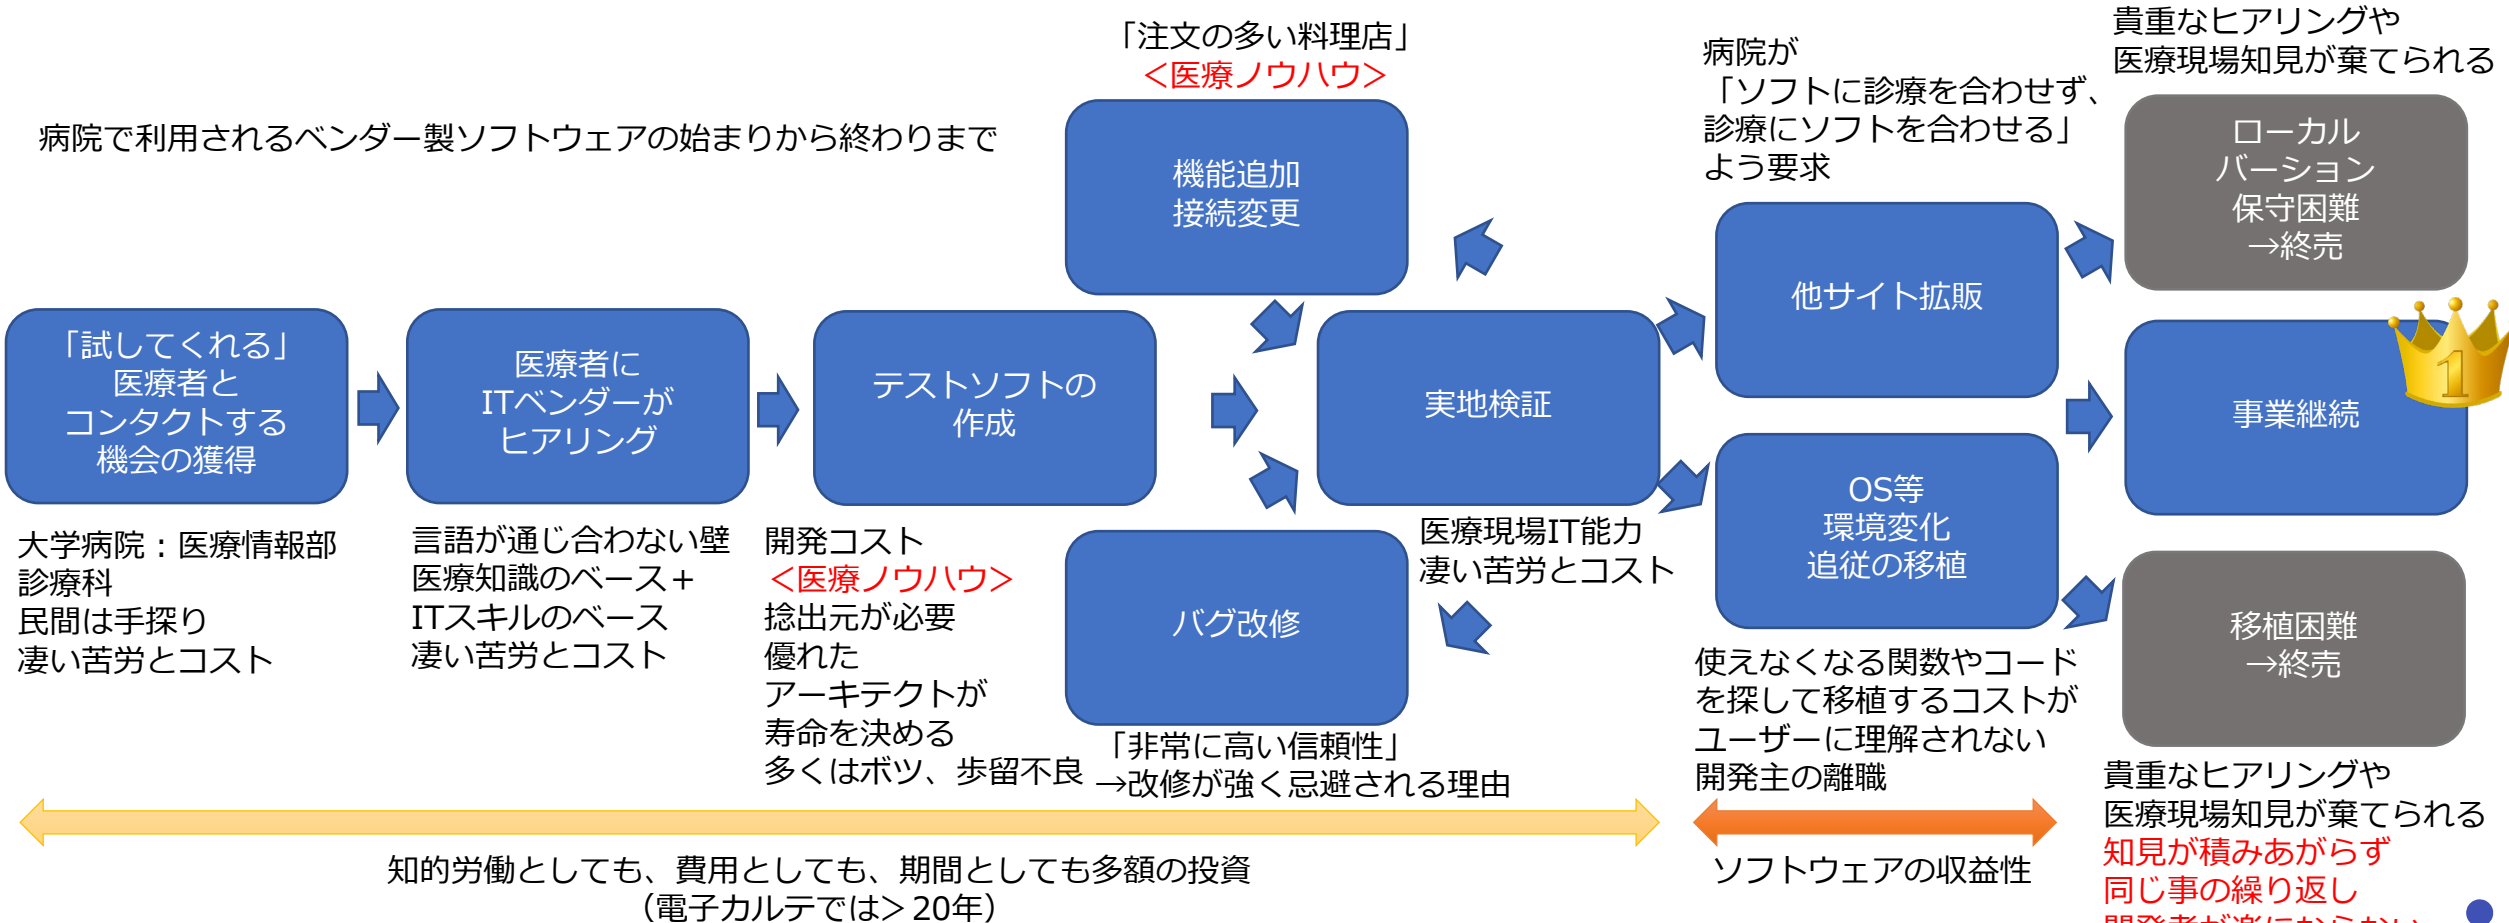 病院で利用されるベンダー製ソフトウェアの始まりから終わりまで
「試してくれる」
医療者と
コンタクトする
機会の獲得
大学病院：医療情報部
診療科
民間は手探り
凄い苦労とコスト
医療者に
ITベンダーが
ヒアリング
言語が通じ合わない壁
医療知識のベース＋
ITスキルのベース
凄い苦労とコスト
テストソフトの
作成
開発コスト
＜医療ノウハウ＞
捻出元が必要
優れた
アーキテクトが
寿命を決める
多くはボツ、歩留不良
「注文の多い料理店」
＜医療ノウハウ＞
機能追加
接続変更
バグ改修
「非常に高い信頼性」
→改修が強く忌避される理由
実地検証
医療現場IT能力
凄い苦労とコスト
病院が
「ソフトに診療を合わせず、
診療にソフトを合わせる」
よう要求
他サイト拡販
OS等
環境変化
追従の移植
使えなくなる関数やコード
を探して移植するコストが
ユーザーに理解されない
開発主の離職
貴重なヒアリングや
医療現場知見が棄てられる
ローカル
バージョン
保守困難
→終売
1
事業継続
移植困難
→終売
貴重なヒアリングや
医療現場知見が棄てられる
知見が積みあがらず
同じ事の繰り返し
知的労働としても、費用としても、期間としても多額の投資
（電子カルテでは＞20年）
ソフトウェアの収益性